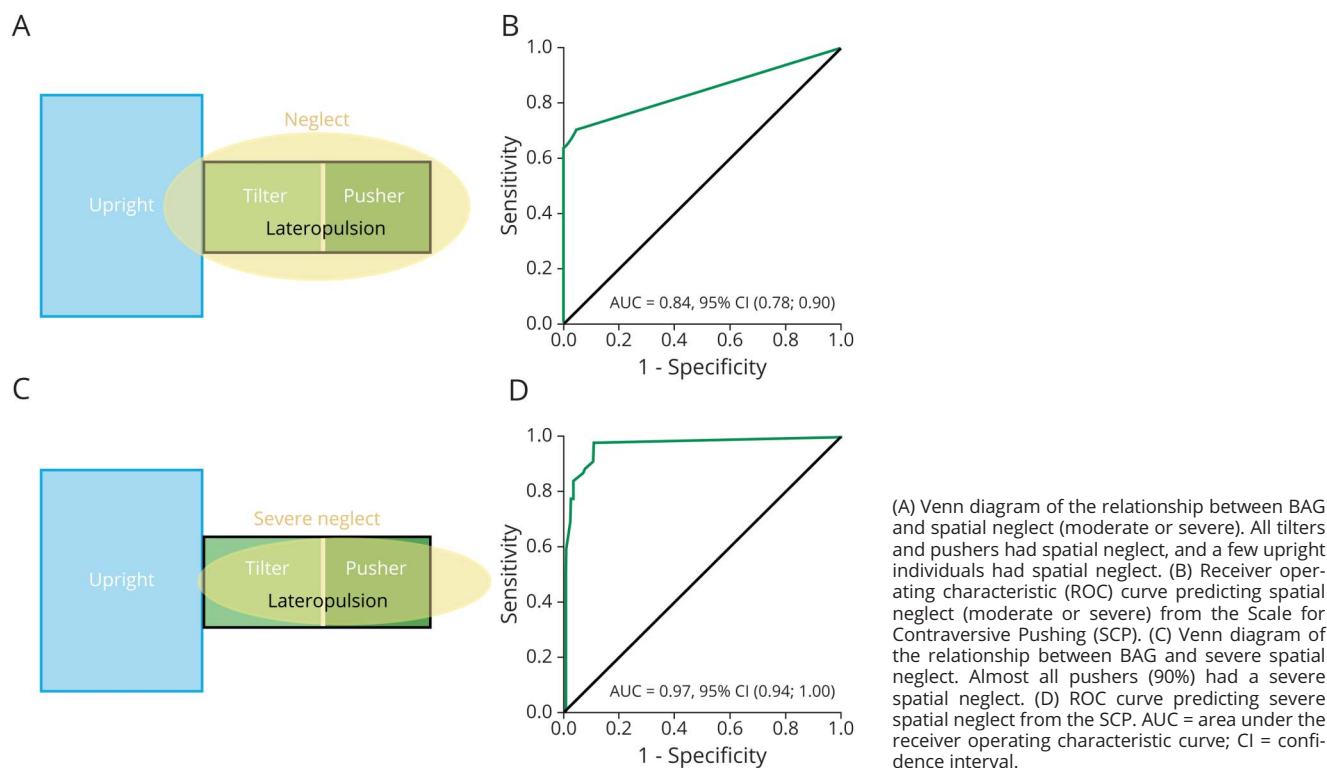 A
Neglect
Upright
Tilter
Pusher
Lateropulsion
B
1.0
0.8
0.6
0.4
0.2
0.0
Sensitivity
AUC = 0.84, 95% CI (0.78; 0.90)
0.0 0.2 0.4 0.6 0.8 1.0
1 - Specificity
C
Severe neglect
Upright
Tilter
Pusher
Lateropulsion
D
1.0
0.8
0.6
0.4
0.2
0.0
Sensitivity
AUC = 0.97, 95% CI (0.94; 1.00)
0.0 0.2 0.4 0.6 0.8 1.0
1 - Specificity
(A) Venn diagram of the relationship between BAG
and spatial neglect (moderate or severe). All tilters
and pushers had spatial neglect, and a few upright
individuals had spatial neglect. (B) Receiver oper-
ating characteristic (ROC) curve predicting spatial
neglect (moderate or severe) from the Scale for
Contraversive Pushing (SCP). (C) Venn diagram of
the relationship between BAG and severe spatial
neglect. Almost all pushers (90%) had a severe
spatial neglect. (D) ROC curve predicting severe
spatial neglect from the SCP. AUC = area under the
receiver operating characteristic curve; CI = confi-
dence interval.